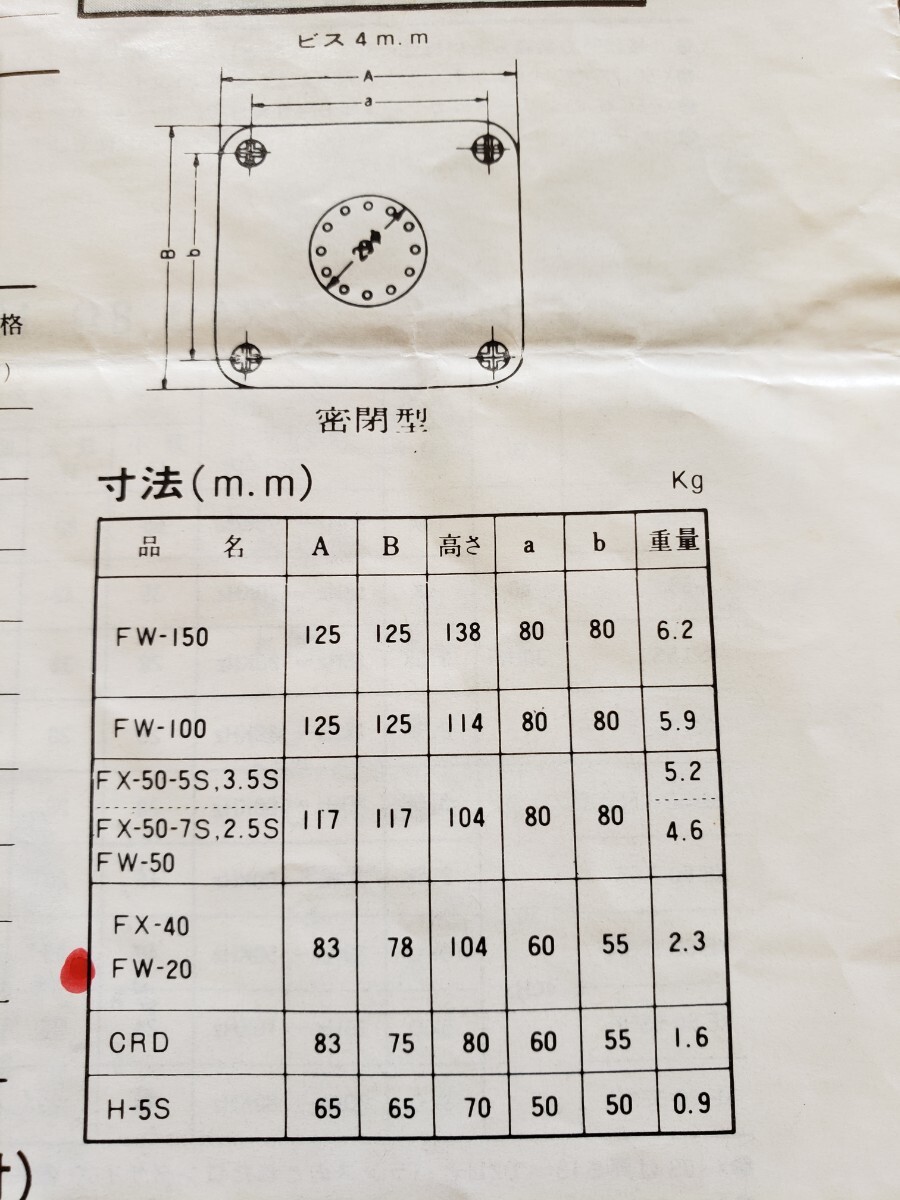 ビス4m.m
A
a
B
b
密閉型
格
)
寸法(m.m)
Kg
品 名 A B 高さ a b 重量
FW-150 125 125 138 80 80 6.2
FW-100 125 125 114 80 80 5.9
FX-50-5S,3.5S 5.2
FX-50-7S,2.5S 117 117 104 80 80 4.6
FW-50
FX-40
FW-20 83 78 104 60 55 2.3
CRD 83 75 80 60 55 1.6
H-5S 65 65 70 50 50 0.9